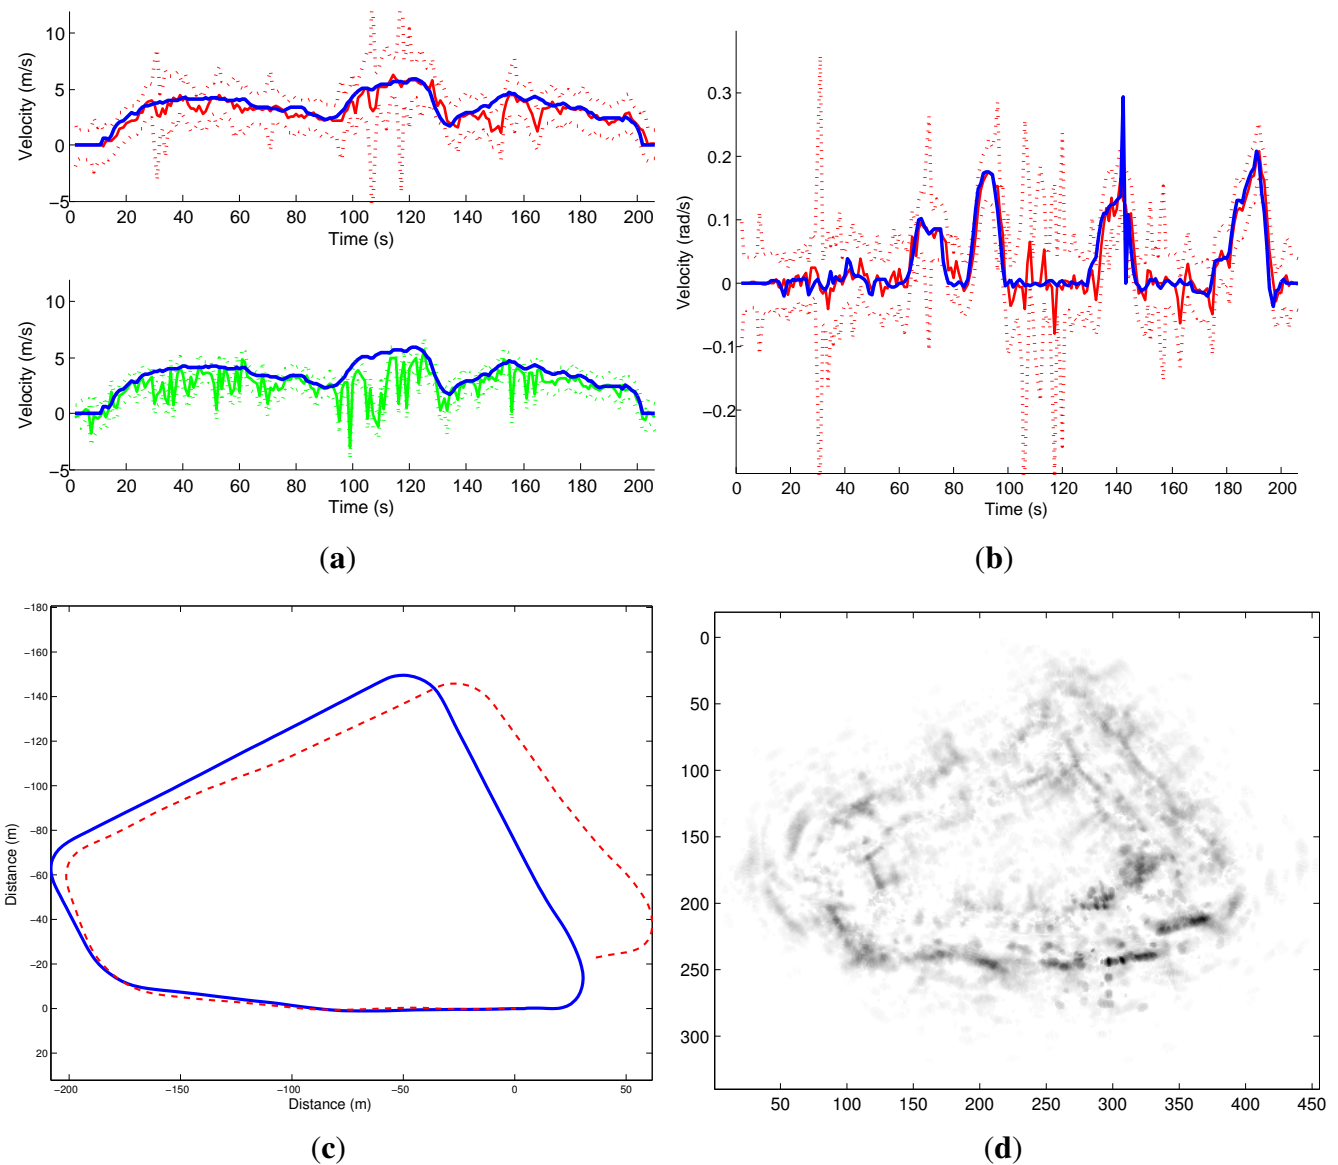 10
5
0
−5
Velocity (m/s)
0 20 40 60 80 100 120 140 160 180 200
Time (s)
10
5
0
−5
Velocity (m/s)
0 20 40 60 80 100 120 140 160 180 200
Time (s)
(a)
0.3
0.2
0.1
0
−0.1
−0.2
Velocity (rad/s)
0 20 40 60 80 100 120 140 160 180 200
Time (s)
(b)
−180
−160
−140
−120
−100
−80
−60
−40
−20
0
20
Distance (m)
−200 −150 −100 −50 0 50
Distance (m)
(c)
0
50
100
150
200
250
300
50 100 150 200 250 300 350 400 450
(d)